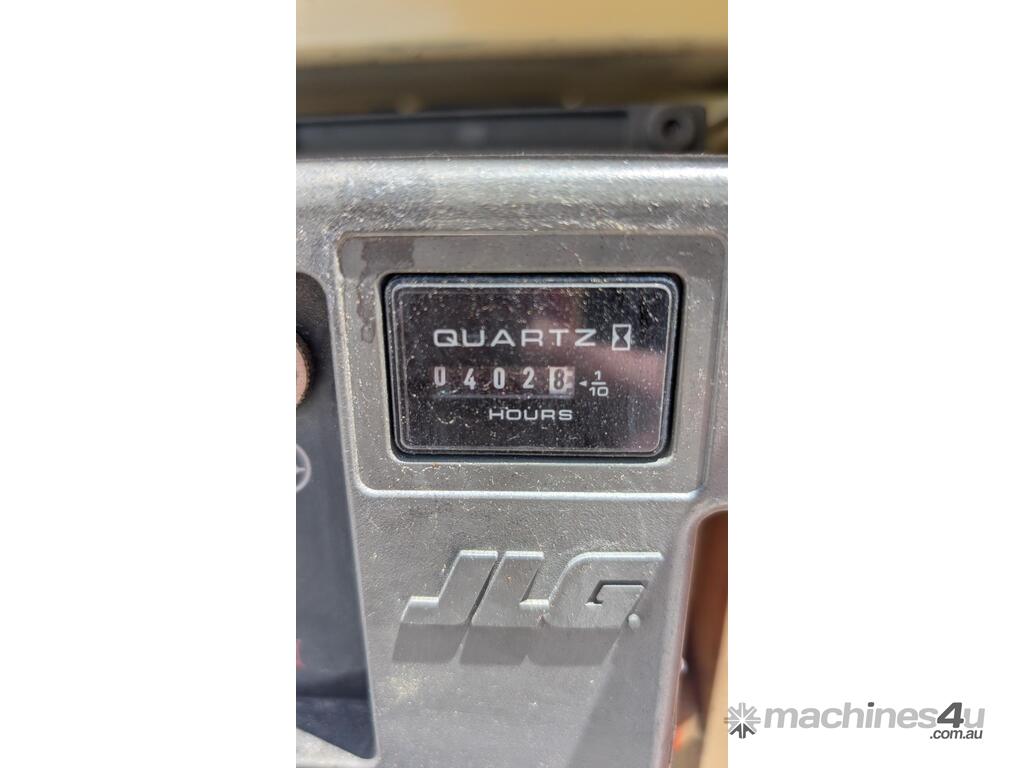 QUARTZ
04028 1/10
HOURS
JLG
machines4u
.com.au